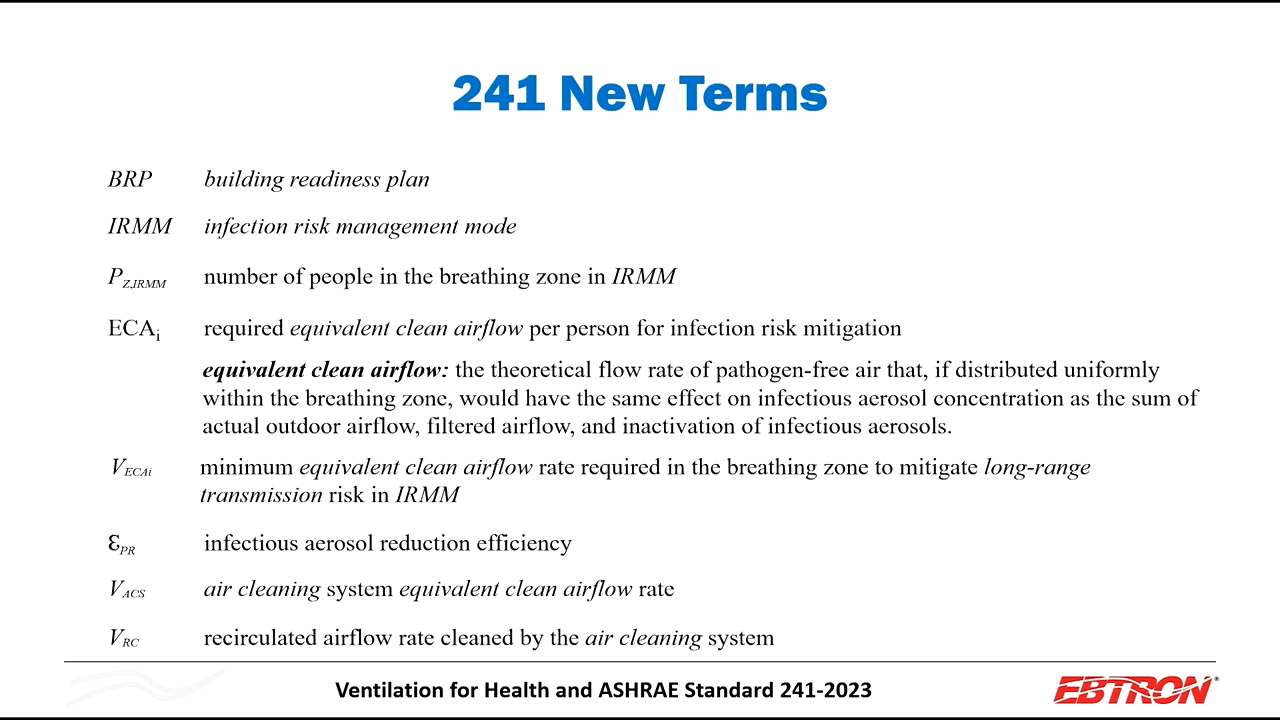 241 New Terms
BRP building readiness plan
IRMM infection risk management mode
PZ,IRMM number of people in the breathing zone in IRMM
ECAi required equivalent clean airflow per person for infection risk mitigation
equivalent clean airflow: the theoretical flow rate of pathogen-free air that, if distributed uniformly
within the breathing zone, would have the same effect on infectious aerosol concentration as the sum of
actual outdoor airflow, filtered airflow, and inactivation of infectious aerosols.
VECAi minimum equivalent clean airflow rate required in the breathing zone to mitigate long-range
transmission risk in IRMM
ƐPR infectious aerosol reduction efficiency
VACS air cleaning system equivalent clean airflow rate
VRC recirculated airflow rate cleaned by the air cleaning system
Ventilation for Health and ASHRAE Standard 241-2023
EBTRON®